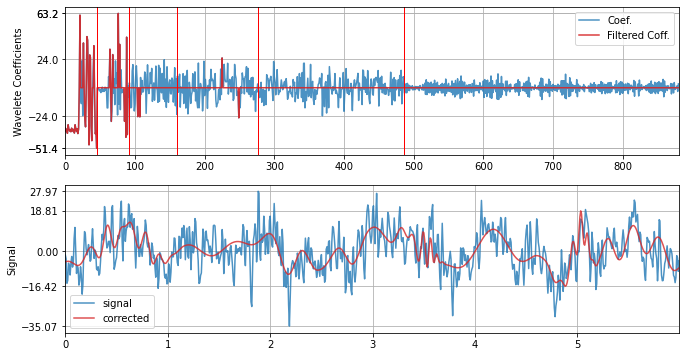 63.2
24.0
−24.0
−51.4
Wavelete Coefficients
Coef.
Filtered Coff.
0 100 200 300 400 500 600 700 800
27.97
18.81
0.00
−16.42
−35.07
Signal
signal
corrected
0 1 2 3 4 5